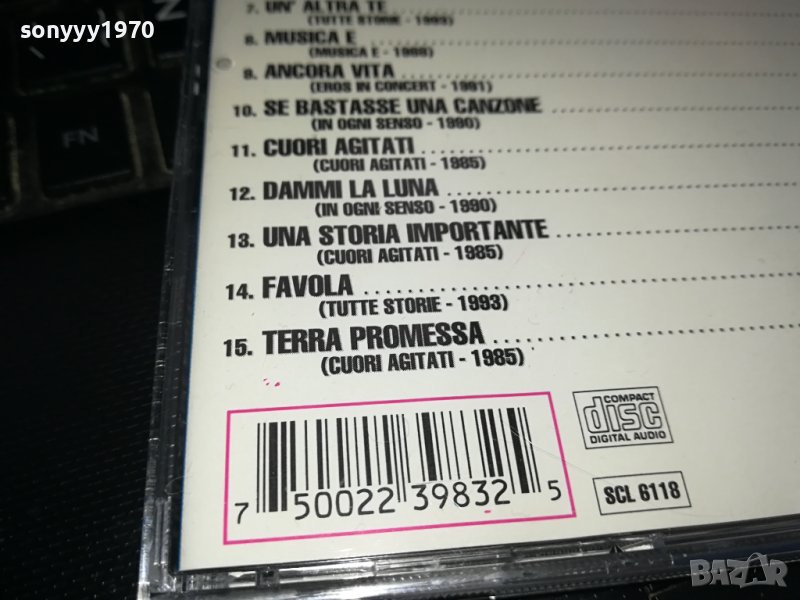 sonyyy1970
N
FN
7. UN' ALTRA TE
(TUTTE STORIE - 1993)
8. MUSICA E
(MUSICA E - 1988)
9. ANCORA VITA
(EROS IN CONCERT - 1991)
10. SE BASTASSE UNA CANZONE
(IN OGNI SENSO - 1990)
11. CUORI AGITATI
(CUORI AGITATI - 1985)
12. DAMMI LA LUNA
(IN OGNI SENSO - 1990)
13. UNA STORIA IMPORTANTE
(CUORI AGITATI - 1985)
14. FAVOLA
(TUTTE STORIE - 1993)
15. TERRA PROMESSA
(CUORI AGITATI - 1985)
COMPACT
disc
DIGITAL AUDIO
SCL 6118
7 50022 39832 5
BAZAR